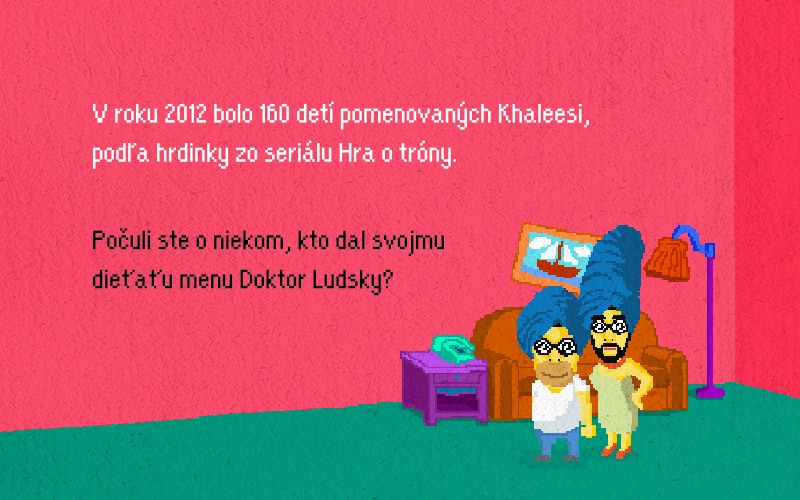 V roku 2012 bolo 160 detí pomenovaných Khaleesi,
podľa hrdinky zo seriálu Hra o tróny.
Počuli ste o niekom, kto dal svojmu
dieťaťu menu Doktor Ludsky?